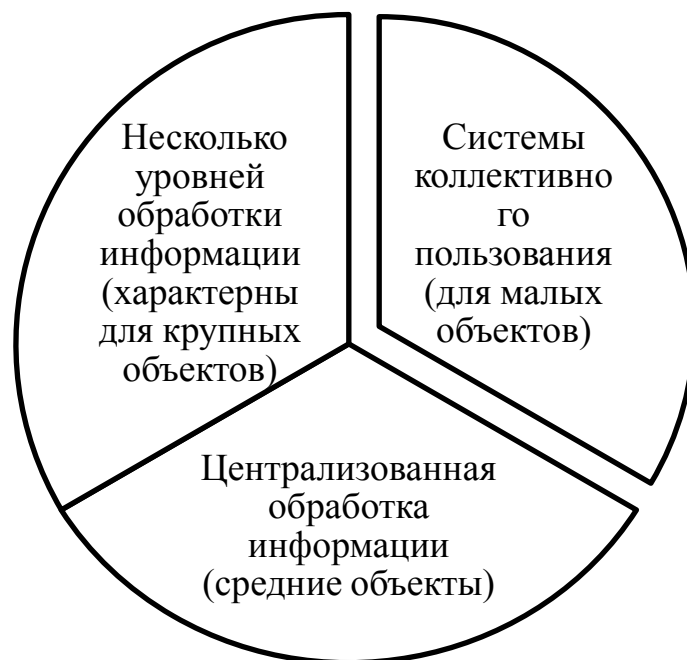 Несколько
уровней
обработки
информации
(характерны
для крупных
объектов)
Системы
коллективно
го
пользования
(для малых
объектов)
Централизованная
обработка
информации
(средние объекты)